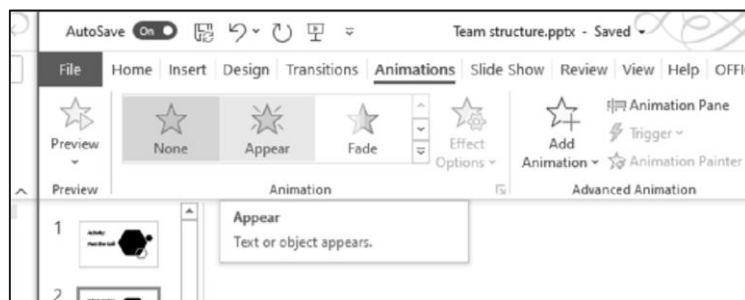 AutoSave On Team structure.pptx - Saved
File Home Insert Design Transitions Animations Slide Show Review View Help OFFI
Preview
None
Appear
Fade
Effect
Options
Add
Animation
Animation Pane
Trigger
Animation Painter
Preview Animation Advanced Animation
1
Appear
Text or object appears.
2